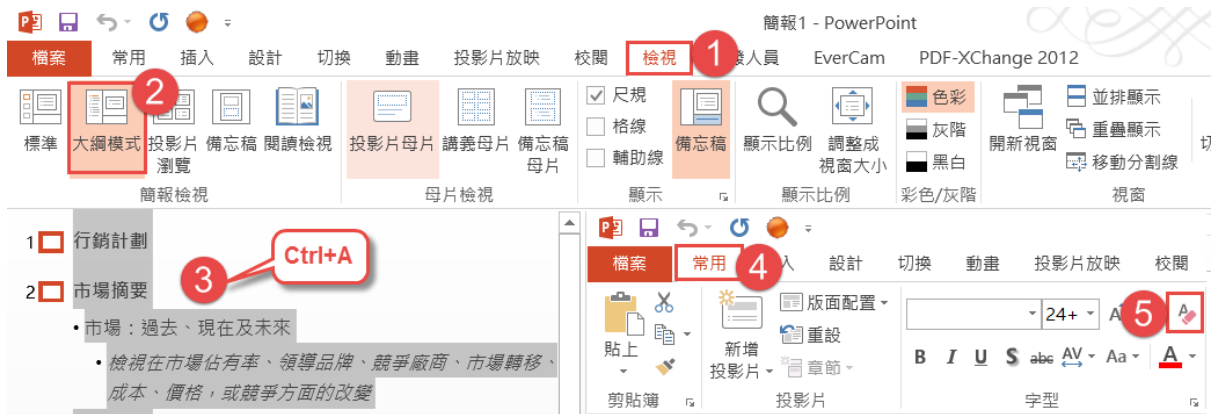 簡報1 - PowerPoint
檔案 常用 插入 設計 切換 動畫 投影片放映 校閱 檢視 1 發人員 EverCam PDF-XChange 2012
標準 大綱模式 2 投影片瀏覽 備忘稿 閱讀檢視
簡報檢視
投影片母片 講義母片 備忘稿母片
母片檢視
尺規
格線
輔助線
備忘稿
顯示
顯示比例 調整成視窗大小
顯示比例
色彩
灰階
黑白
彩色/灰階
開新視窗
並排顯示
重疊顯示
移動分割線
視窗
切
1 行銷計劃
3 Ctrl+A
2 市場摘要
•市場：過去、現在及未來
•檢視在市場佔有率、領導品牌、競爭廠商、市場轉移、
成本、價格，或競爭方面的改變
檔案 常用 4 入 設計 切換 動畫 投影片放映 校閱
貼上
剪貼簿
新增投影片
版面配置
重設
章節
投影片
24+ A 5
B I U S abc AV Aa A
字型